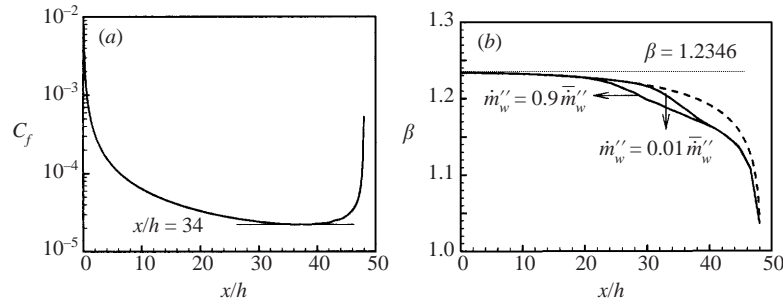 10⁻²
(a)
10⁻³
C_f
10⁻⁴
x/h = 34
10⁻⁵
0 10 20 30 40 50
x/h
1.3
(b)
β = 1.2346
1.2
ṁ″_w = 0.9 m̄̇″_w
β
ṁ″_w = 0.01 m̄̇″_w
1.1
1.0
0 10 20 30 40 50
x/h